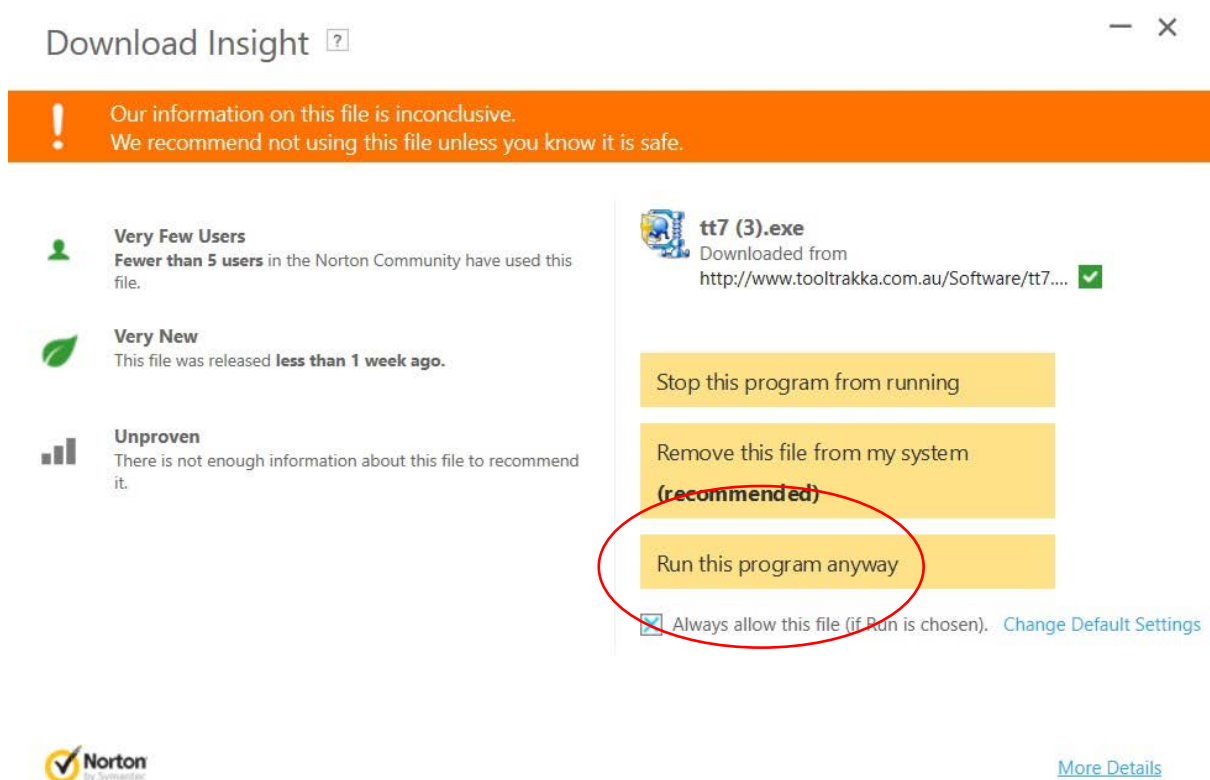 Download Insight ?
Our information on this file is inconclusive.
We recommend not using this file unless you know it is safe.
Very Few Users
Fewer than 5 users in the Norton Community have used this
file.
Very New
This file was released less than 1 week ago.
Unproven
There is not enough information about this file to recommend
it.
tt7 (3).exe
Downloaded from
http://www.tooltrakka.com.au/Software/tt7....
Stop this program from running
Remove this file from my system
(recommended)
Run this program anyway
Always allow this file (if Run is chosen). Change Default Settings
Norton
by Symantec
More Details